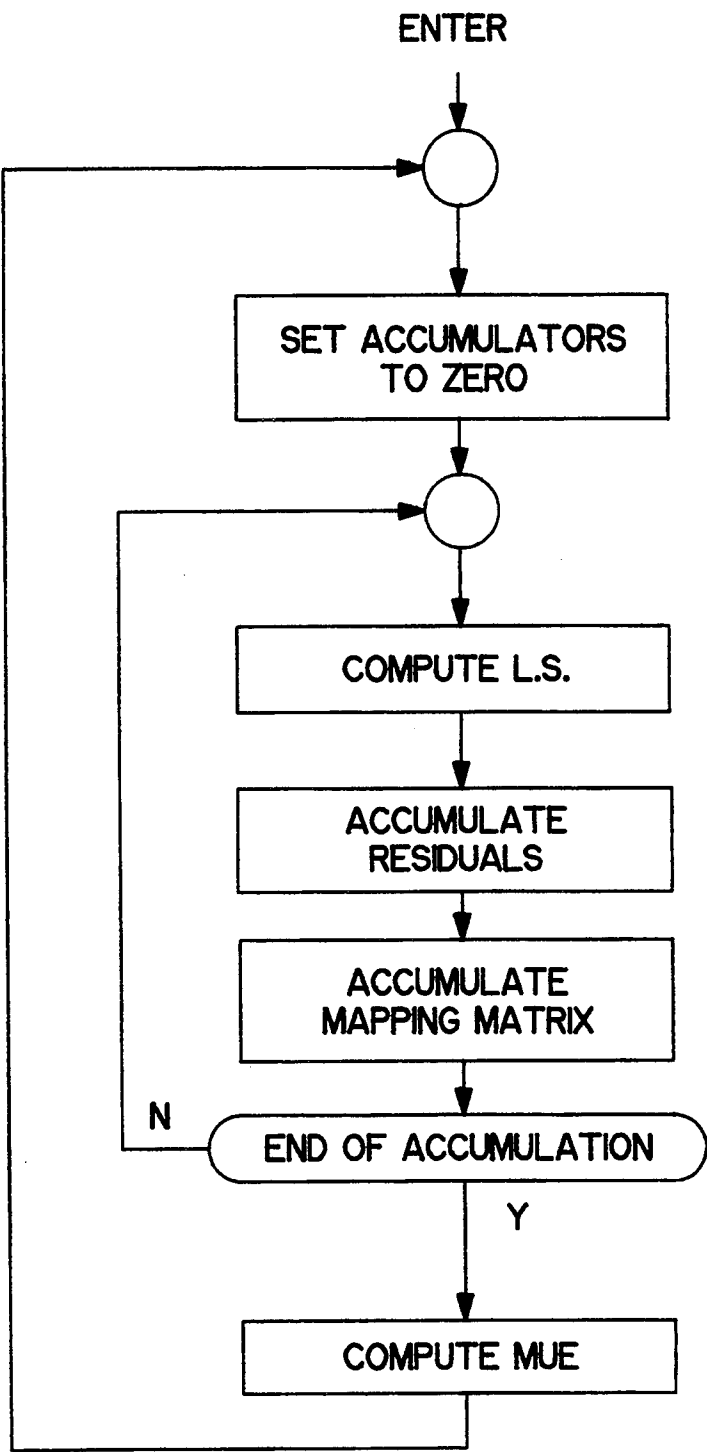 ENTER
SET ACCUMULATORS
TO ZERO
COMPUTE L.S.
ACCUMULATE
RESIDUALS
ACCUMULATE
MAPPING MATRIX
N
END OF ACCUMULATION
Y
COMPUTE MUE